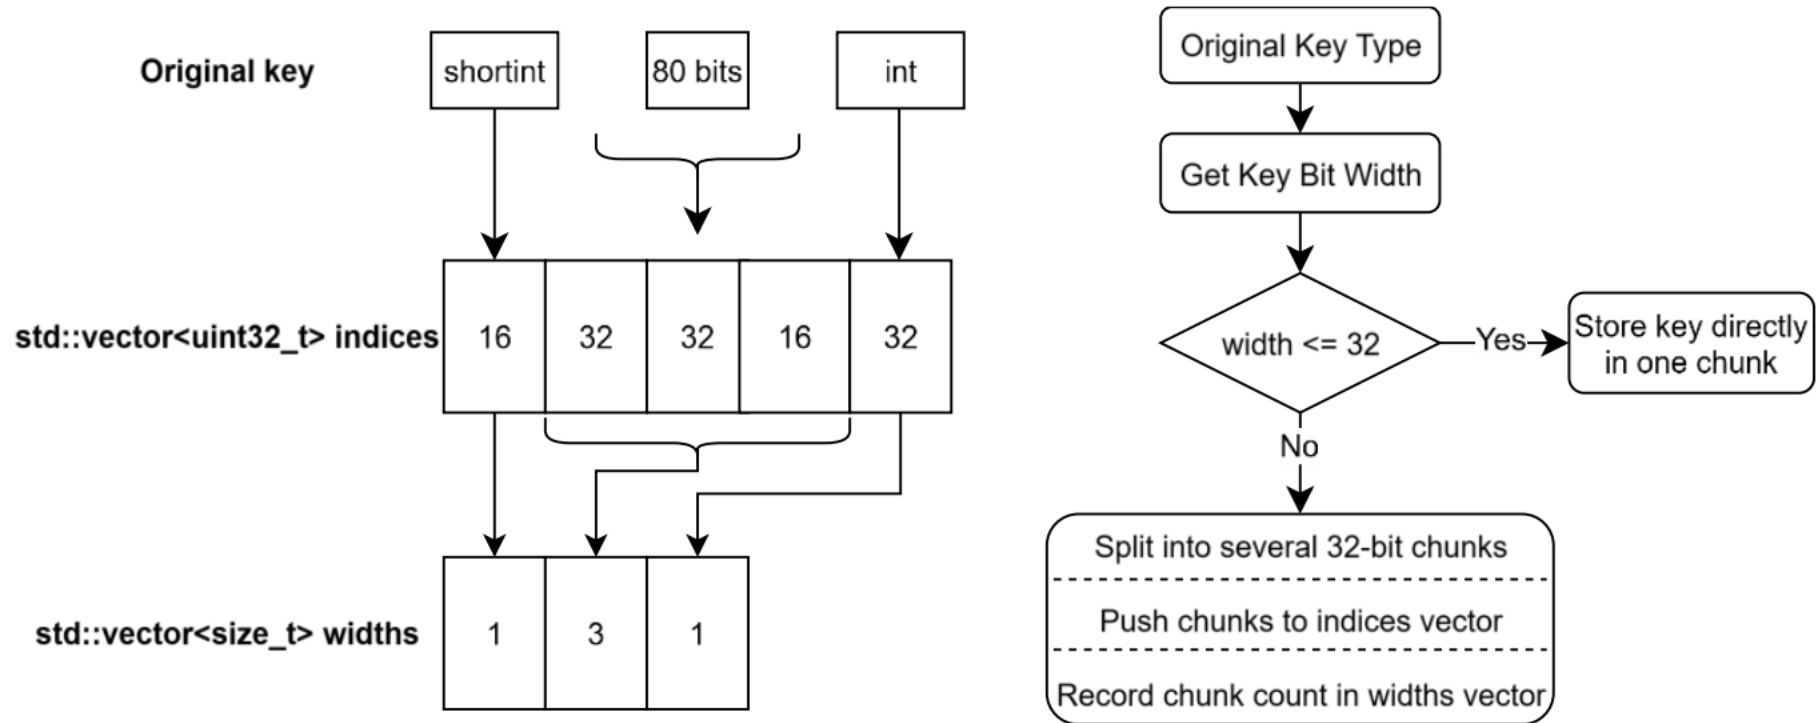 Original key
shortint
80 bits
int
std::vector<uint32_t> indices
16
32
32
16
32
std::vector<size_t> widths
1
3
1
Original Key Type
Get Key Bit Width
width <= 32
Yes
Store key directly
in one chunk
No
Split into several 32-bit chunks
Push chunks to indices vector
Record chunk count in widths vector